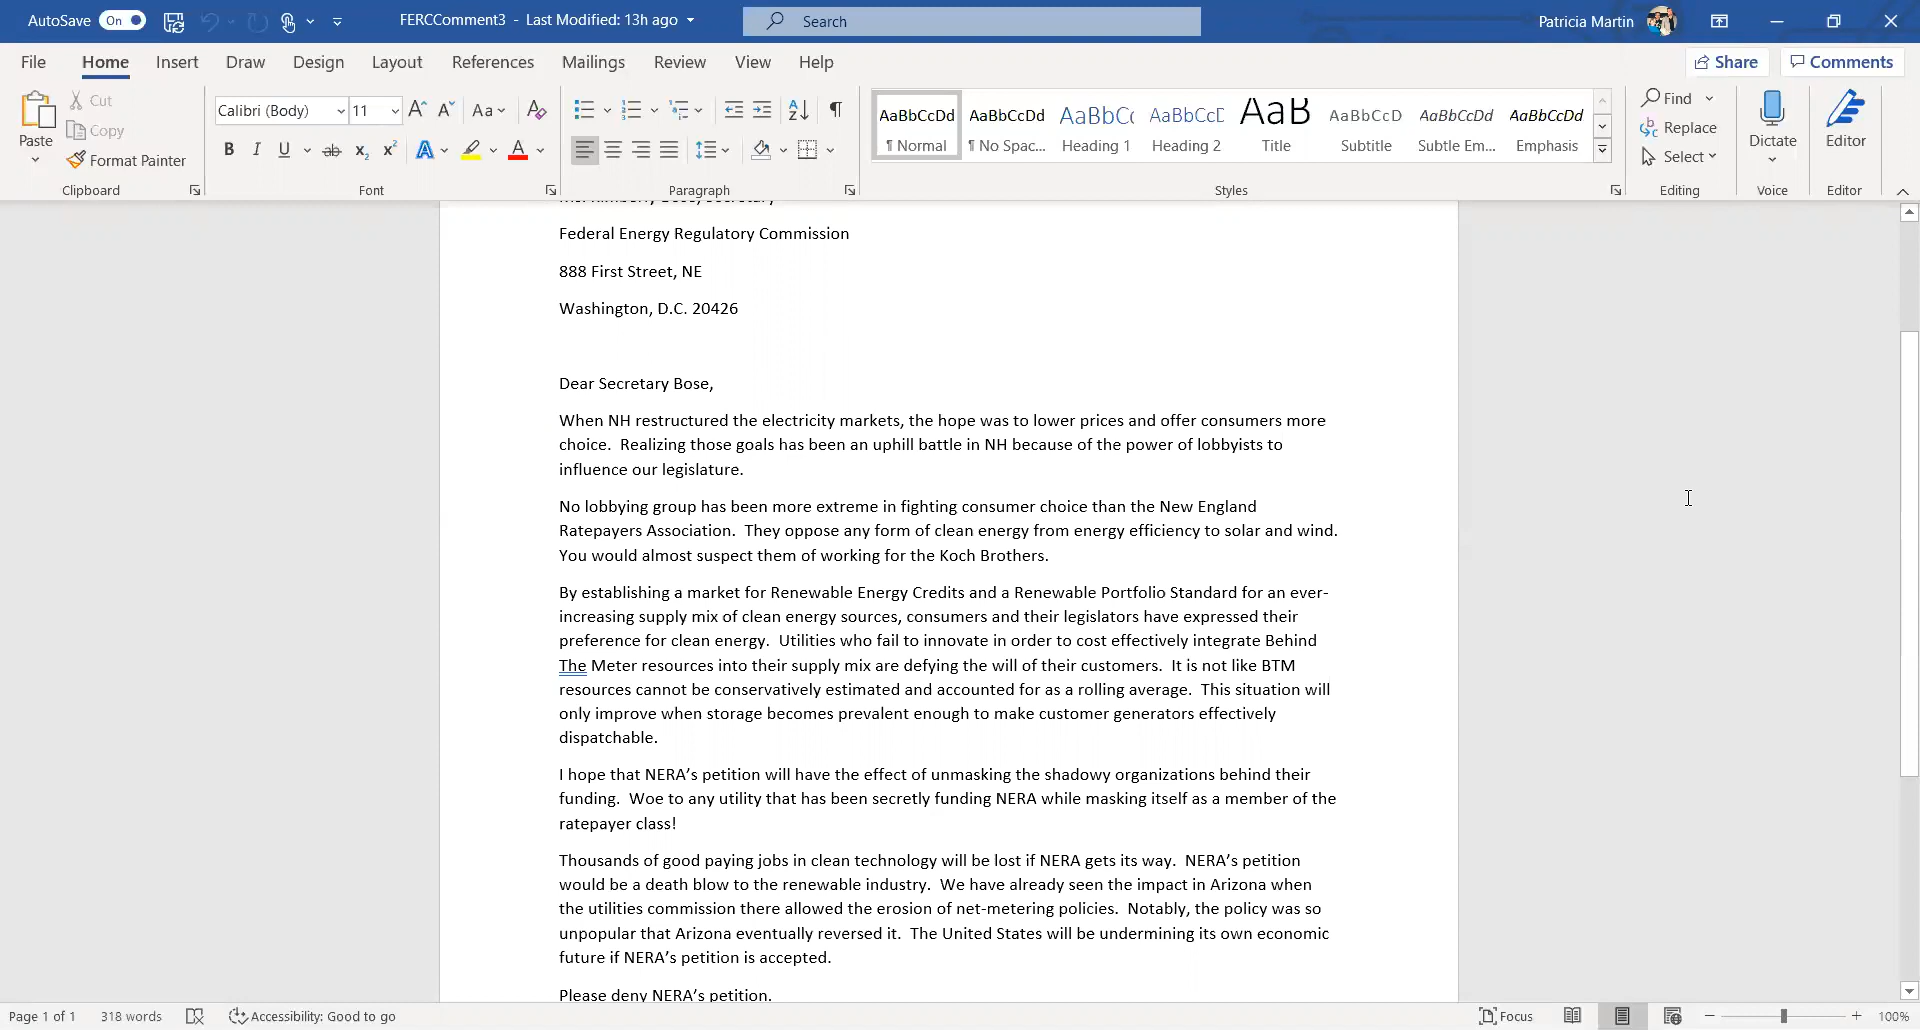 AutoSave On FERCComment3 - Last Modified: 13h ago Search Patricia Martin
File Home Insert Draw Design Layout References Mailings Review View Help Share Comments
Paste Cut Copy Format Painter
Calibri (Body) 11 Aa
B I U ab x₂ x² A A
AaBbCcDd AaBbCcDd AaBbCc AaBbCcD AaB AaBbCcD AaBbCcDd AaBbCcDd
¶ Normal ¶ No Spac... Heading 1 Heading 2 Title Subtitle Subtle Em... Emphasis
Find Replace Select
Dictate Editor
Clipboard Font Paragraph Styles Editing Voice Editor
Federal Energy Regulatory Commission
888 First Street, NE
Washington, D.C. 20426
Dear Secretary Bose,
When NH restructured the electricity markets, the hope was to lower prices and offer consumers more
choice. Realizing those goals has been an uphill battle in NH because of the power of lobbyists to
influence our legislature.
No lobbying group has been more extreme in fighting consumer choice than the New England
Ratepayers Association. They oppose any form of clean energy from energy efficiency to solar and wind.
You would almost suspect them of working for the Koch Brothers.
By establishing a market for Renewable Energy Credits and a Renewable Portfolio Standard for an ever-
increasing supply mix of clean energy sources, consumers and their legislators have expressed their
preference for clean energy. Utilities who fail to innovate in order to cost effectively integrate Behind
The Meter resources into their supply mix are defying the will of their customers. It is not like BTM
resources cannot be conservatively estimated and accounted for as a rolling average. This situation will
only improve when storage becomes prevalent enough to make customer generators effectively
dispatchable.
I hope that NERA's petition will have the effect of unmasking the shadowy organizations behind their
funding. Woe to any utility that has been secretly funding NERA while masking itself as a member of the
ratepayer class!
Thousands of good paying jobs in clean technology will be lost if NERA gets its way. NERA's petition
would be a death blow to the renewable industry. We have already seen the impact in Arizona when
the utilities commission there allowed the erosion of net-metering policies. Notably, the policy was so
unpopular that Arizona eventually reversed it. The United States will be undermining its own economic
future if NERA's petition is accepted.
Please deny NERA's petition.
Page 1 of 1 318 words Accessibility: Good to go Focus 100%